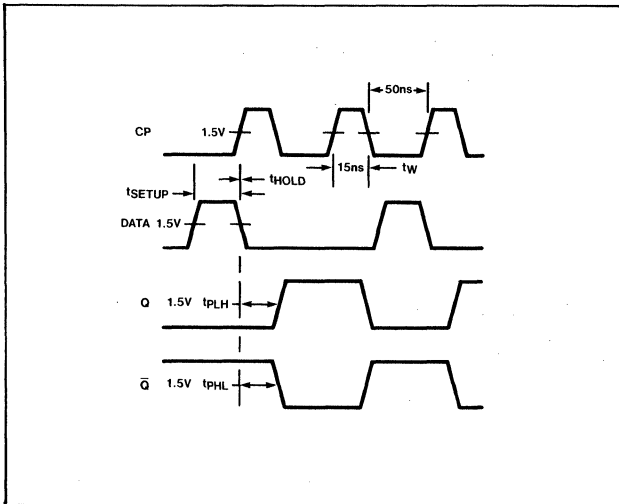 50ns
CP 1.5V
15ns tW
tHOLD
tSETUP
DATA 1.5V
Q 1.5V tPLH
Q̅ 1.5V tPHL